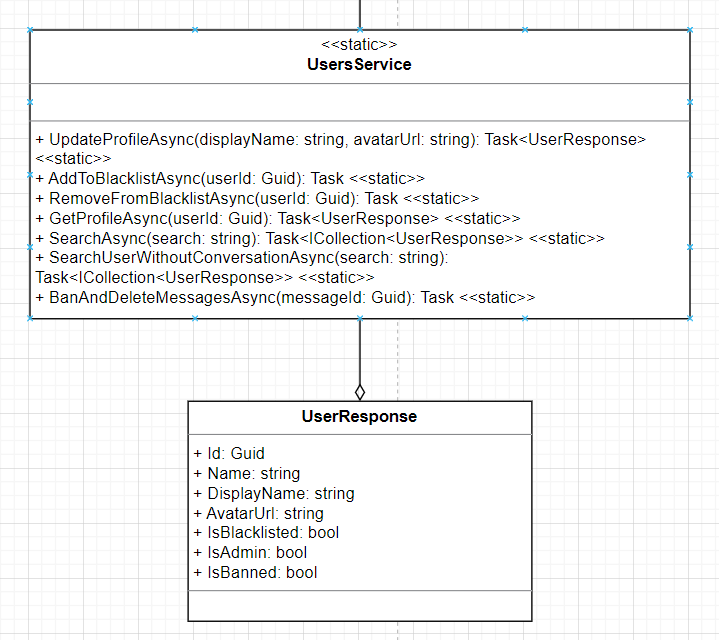 <<static>>
UsersService
+ UpdateProfileAsync(displayName: string, avatarUrl: string): Task<UserResponse>
<<static>>
+ AddToBlacklistAsync(userId: Guid): Task <<static>>
+ RemoveFromBlacklistAsync(userId: Guid): Task <<static>>
+ GetProfileAsync(userId: Guid): Task<UserResponse> <<static>>
+ SearchAsync(search: string): Task<ICollection<UserResponse>> <<static>>
+ SearchUserWithoutConversationAsync(search: string):
Task<ICollection<UserResponse>> <<static>>
+ BanAndDeleteMessagesAsync(messageId: Guid): Task <<static>>
UserResponse
+ Id: Guid
+ Name: string
+ DisplayName: string
+ AvatarUrl: string
+ IsBlacklisted: bool
+ IsAdmin: bool
+ IsBanned: bool